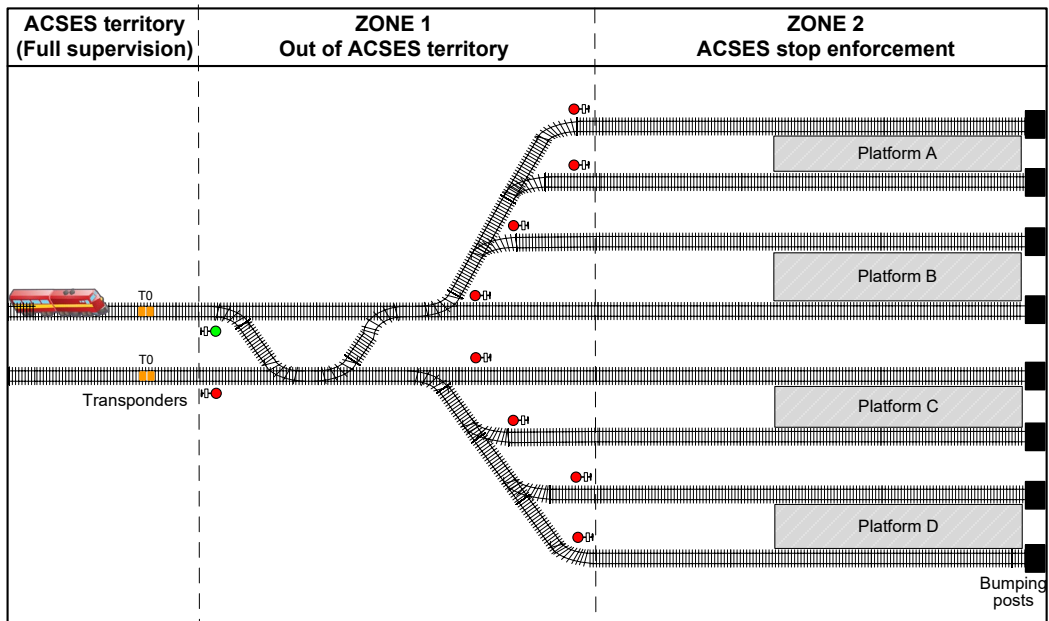 ACSES territory
(Full supervision)
ZONE 1
Out of ACSES territory
ZONE 2
ACSES stop enforcement
Platform A
Platform B
T0
T0
Transponders
Platform C
Platform D
Bumping
posts